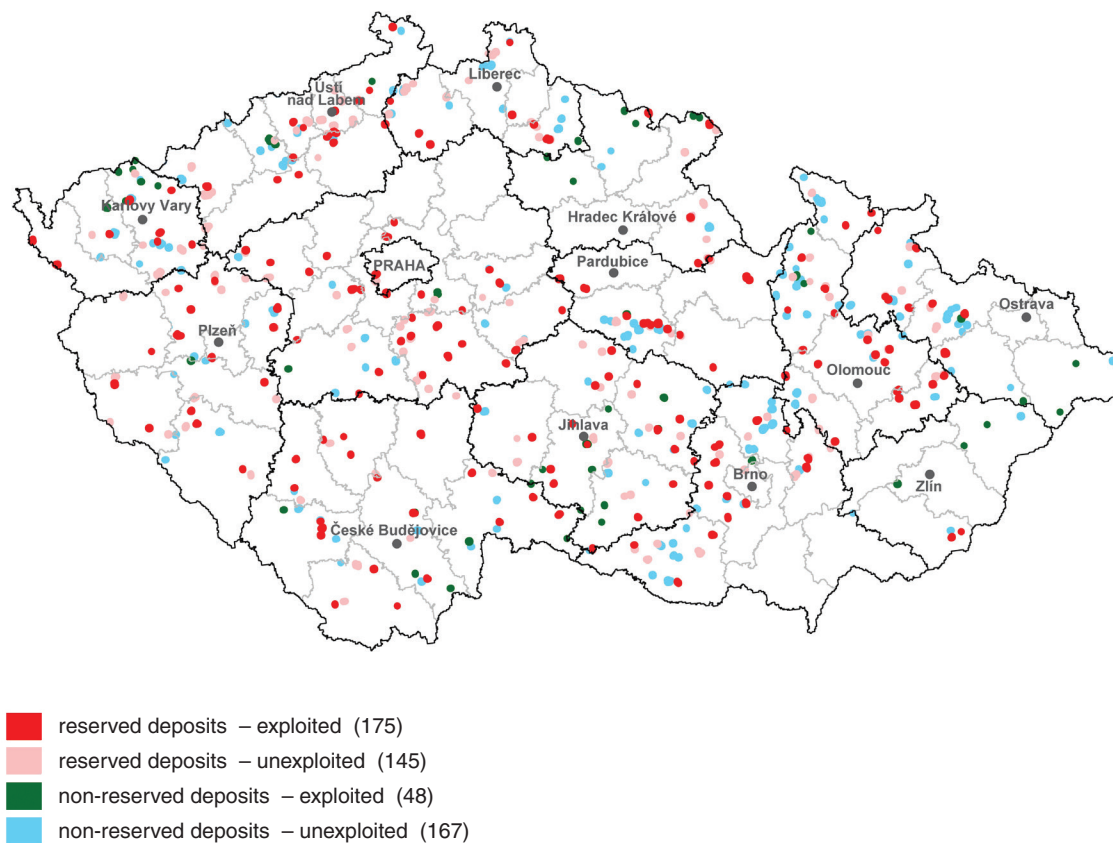 Liberec
Ústí
nad Labem
Karlovy Vary
Hradec Králové
PRAHA
Pardubice
Ostrava
Plzeň
Olomouc
Jihlava
Brno
Zlín
České Budějovice
reserved deposits – exploited (175)
reserved deposits – unexploited (145)
non-reserved deposits – exploited (48)
non-reserved deposits – unexploited (167)